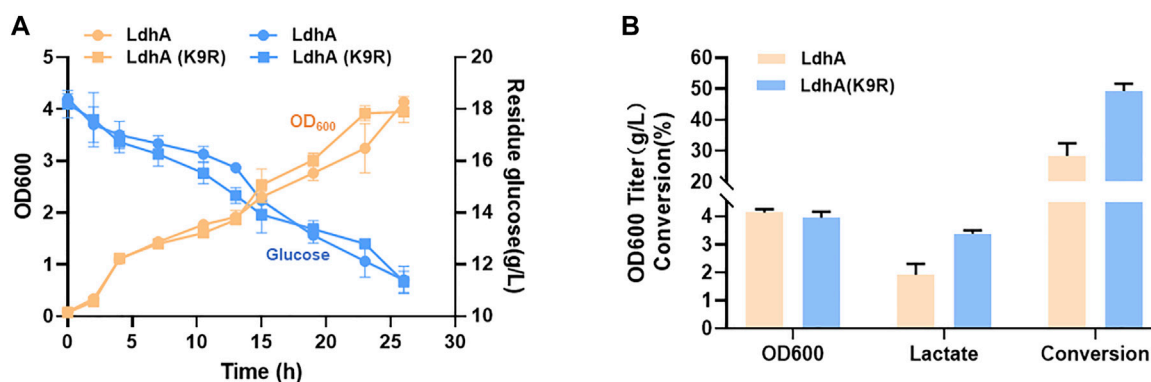 A
LdhA LdhA
LdhA (K9R) LdhA (K9R)
OD600
5
4
3
2
1
0
OD600
Glucose
20
18
16
14
12
10
Residue glucose(g/L)
0 5 10 15 20 25 30
Time (h)
B
LdhA
LdhA(K9R)
OD600 Titer(g/L)
Conversion(%)
60
50
40
30
20
4
3
2
1
0
OD600 Lactate Conversion